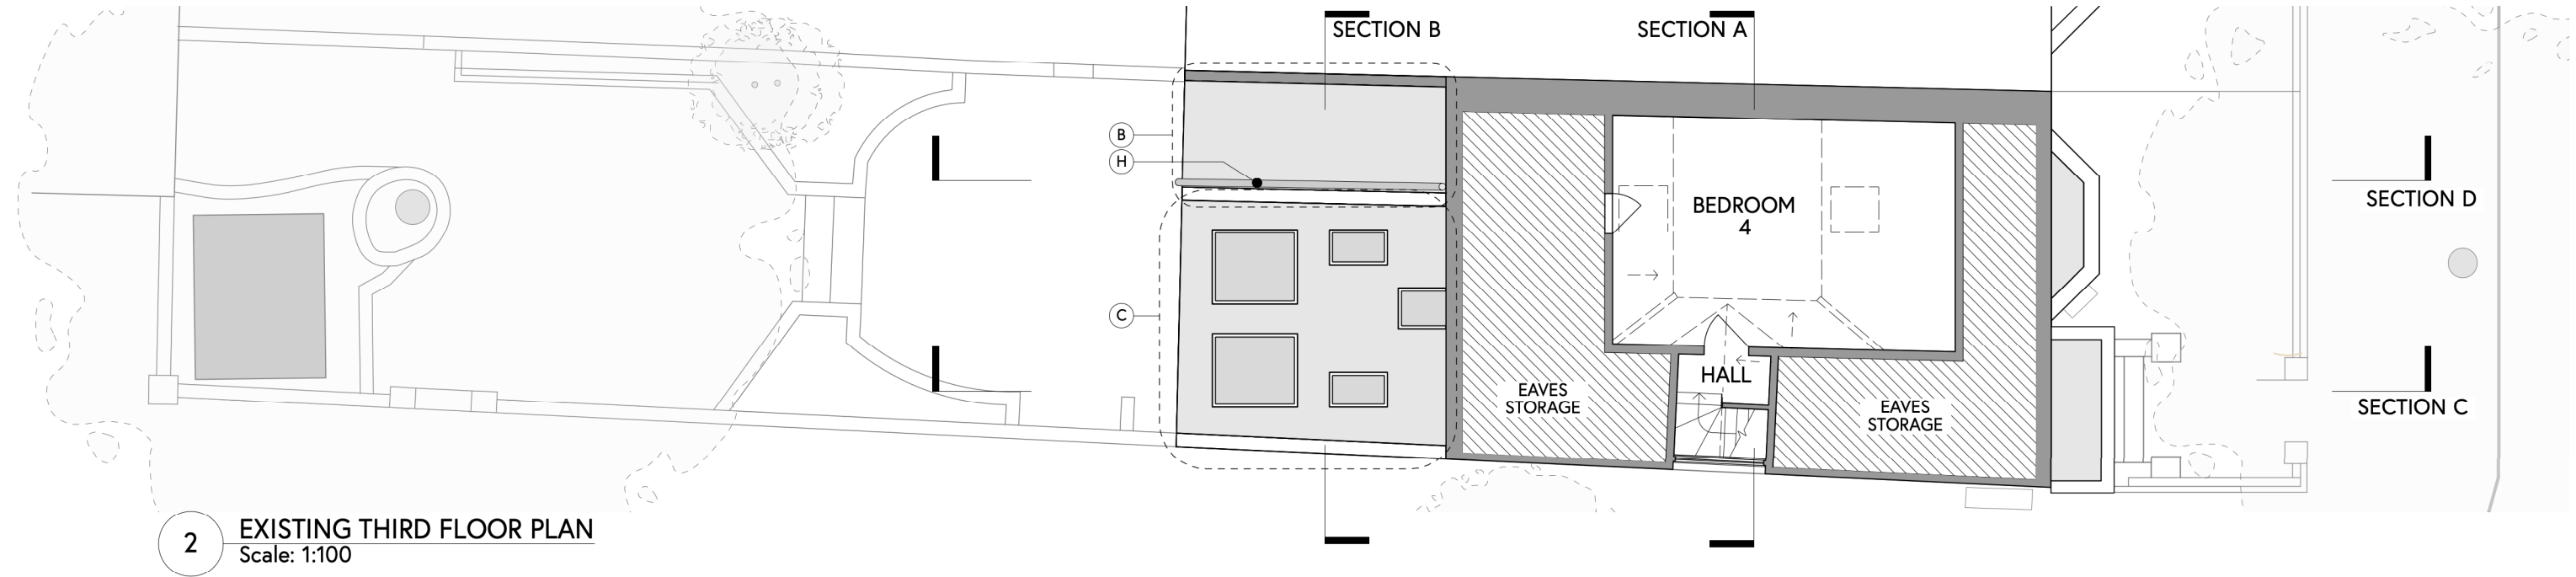 SECTION B
SECTION A
B
H
SECTION D
BEDROOM
4
C
HALL
EAVES
STORAGE
EAVES
STORAGE
SECTION C
2
EXISTING THIRD FLOOR PLAN
Scale: 1:100